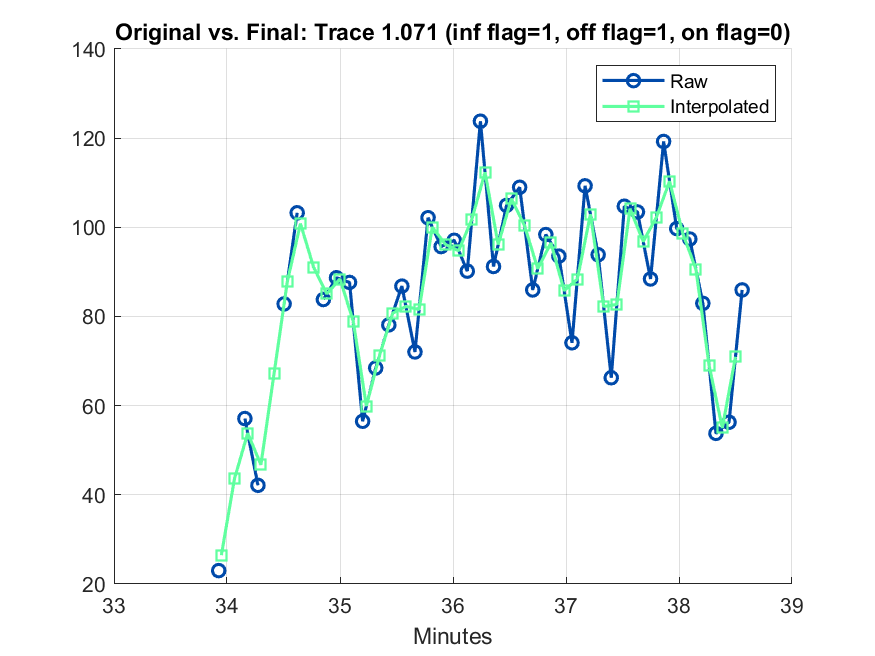 Original vs. Final: Trace 1.071 (inf flag=1, off flag=1, on flag=0)
140
120
100
80
60
40
20
33 34 35 36 37 38 39
Minutes
Raw
Interpolated